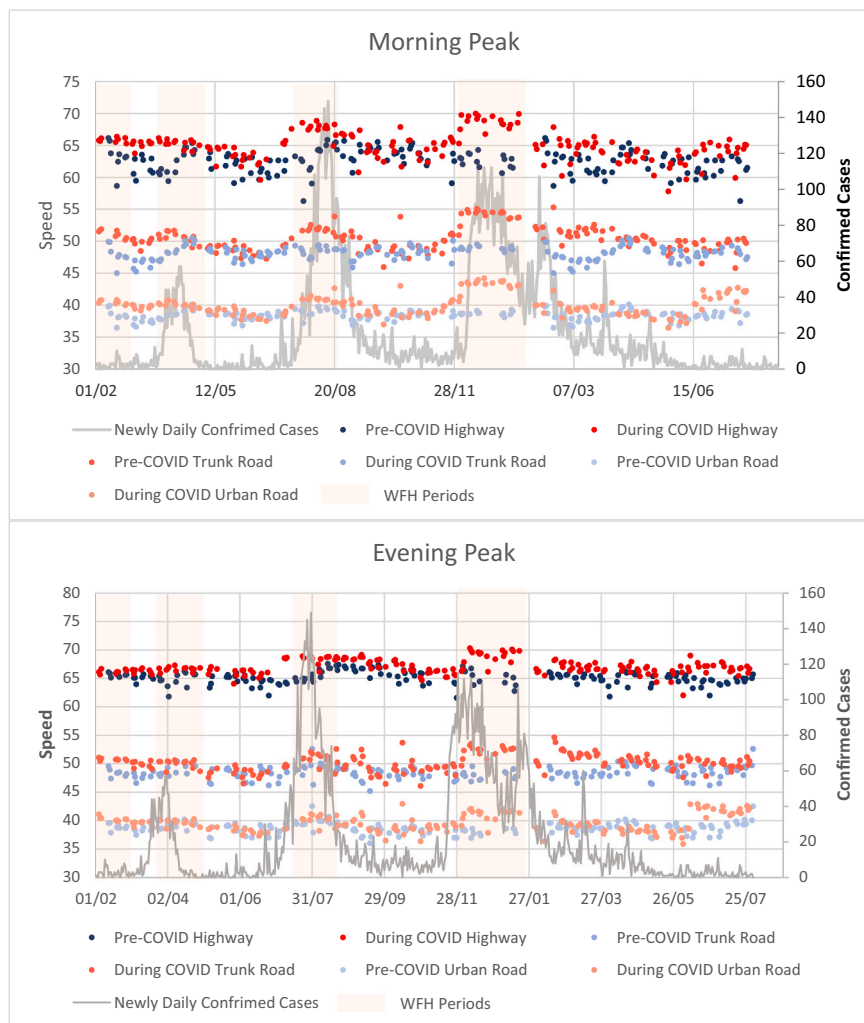 Morning Peak
75
70
65
60
55
50
45
40
35
30
Speed
160
140
120
100
80
60
40
20
0
Confirmed Cases
01/02 12/05 20/08 28/11 07/03 15/06
Newly Daily Confrimed Cases Pre-COVID Highway During COVID Highway
Pre-COVID Trunk Road During COVID Trunk Road Pre-COVID Urban Road
During COVID Urban Road WFH Periods
Evening Peak
80
75
70
65
60
55
50
45
40
35
30
Speed
160
140
120
100
80
60
40
20
0
Confirmed Cases
01/02 02/04 01/06 31/07 29/09 28/11 27/01 27/03 26/05 25/07
Pre-COVID Highway During COVID Highway Pre-COVID Trunk Road
During COVID Trunk Road Pre-COVID Urban Road During COVID Urban Road
Newly Daily Confrimed Cases WFH Periods